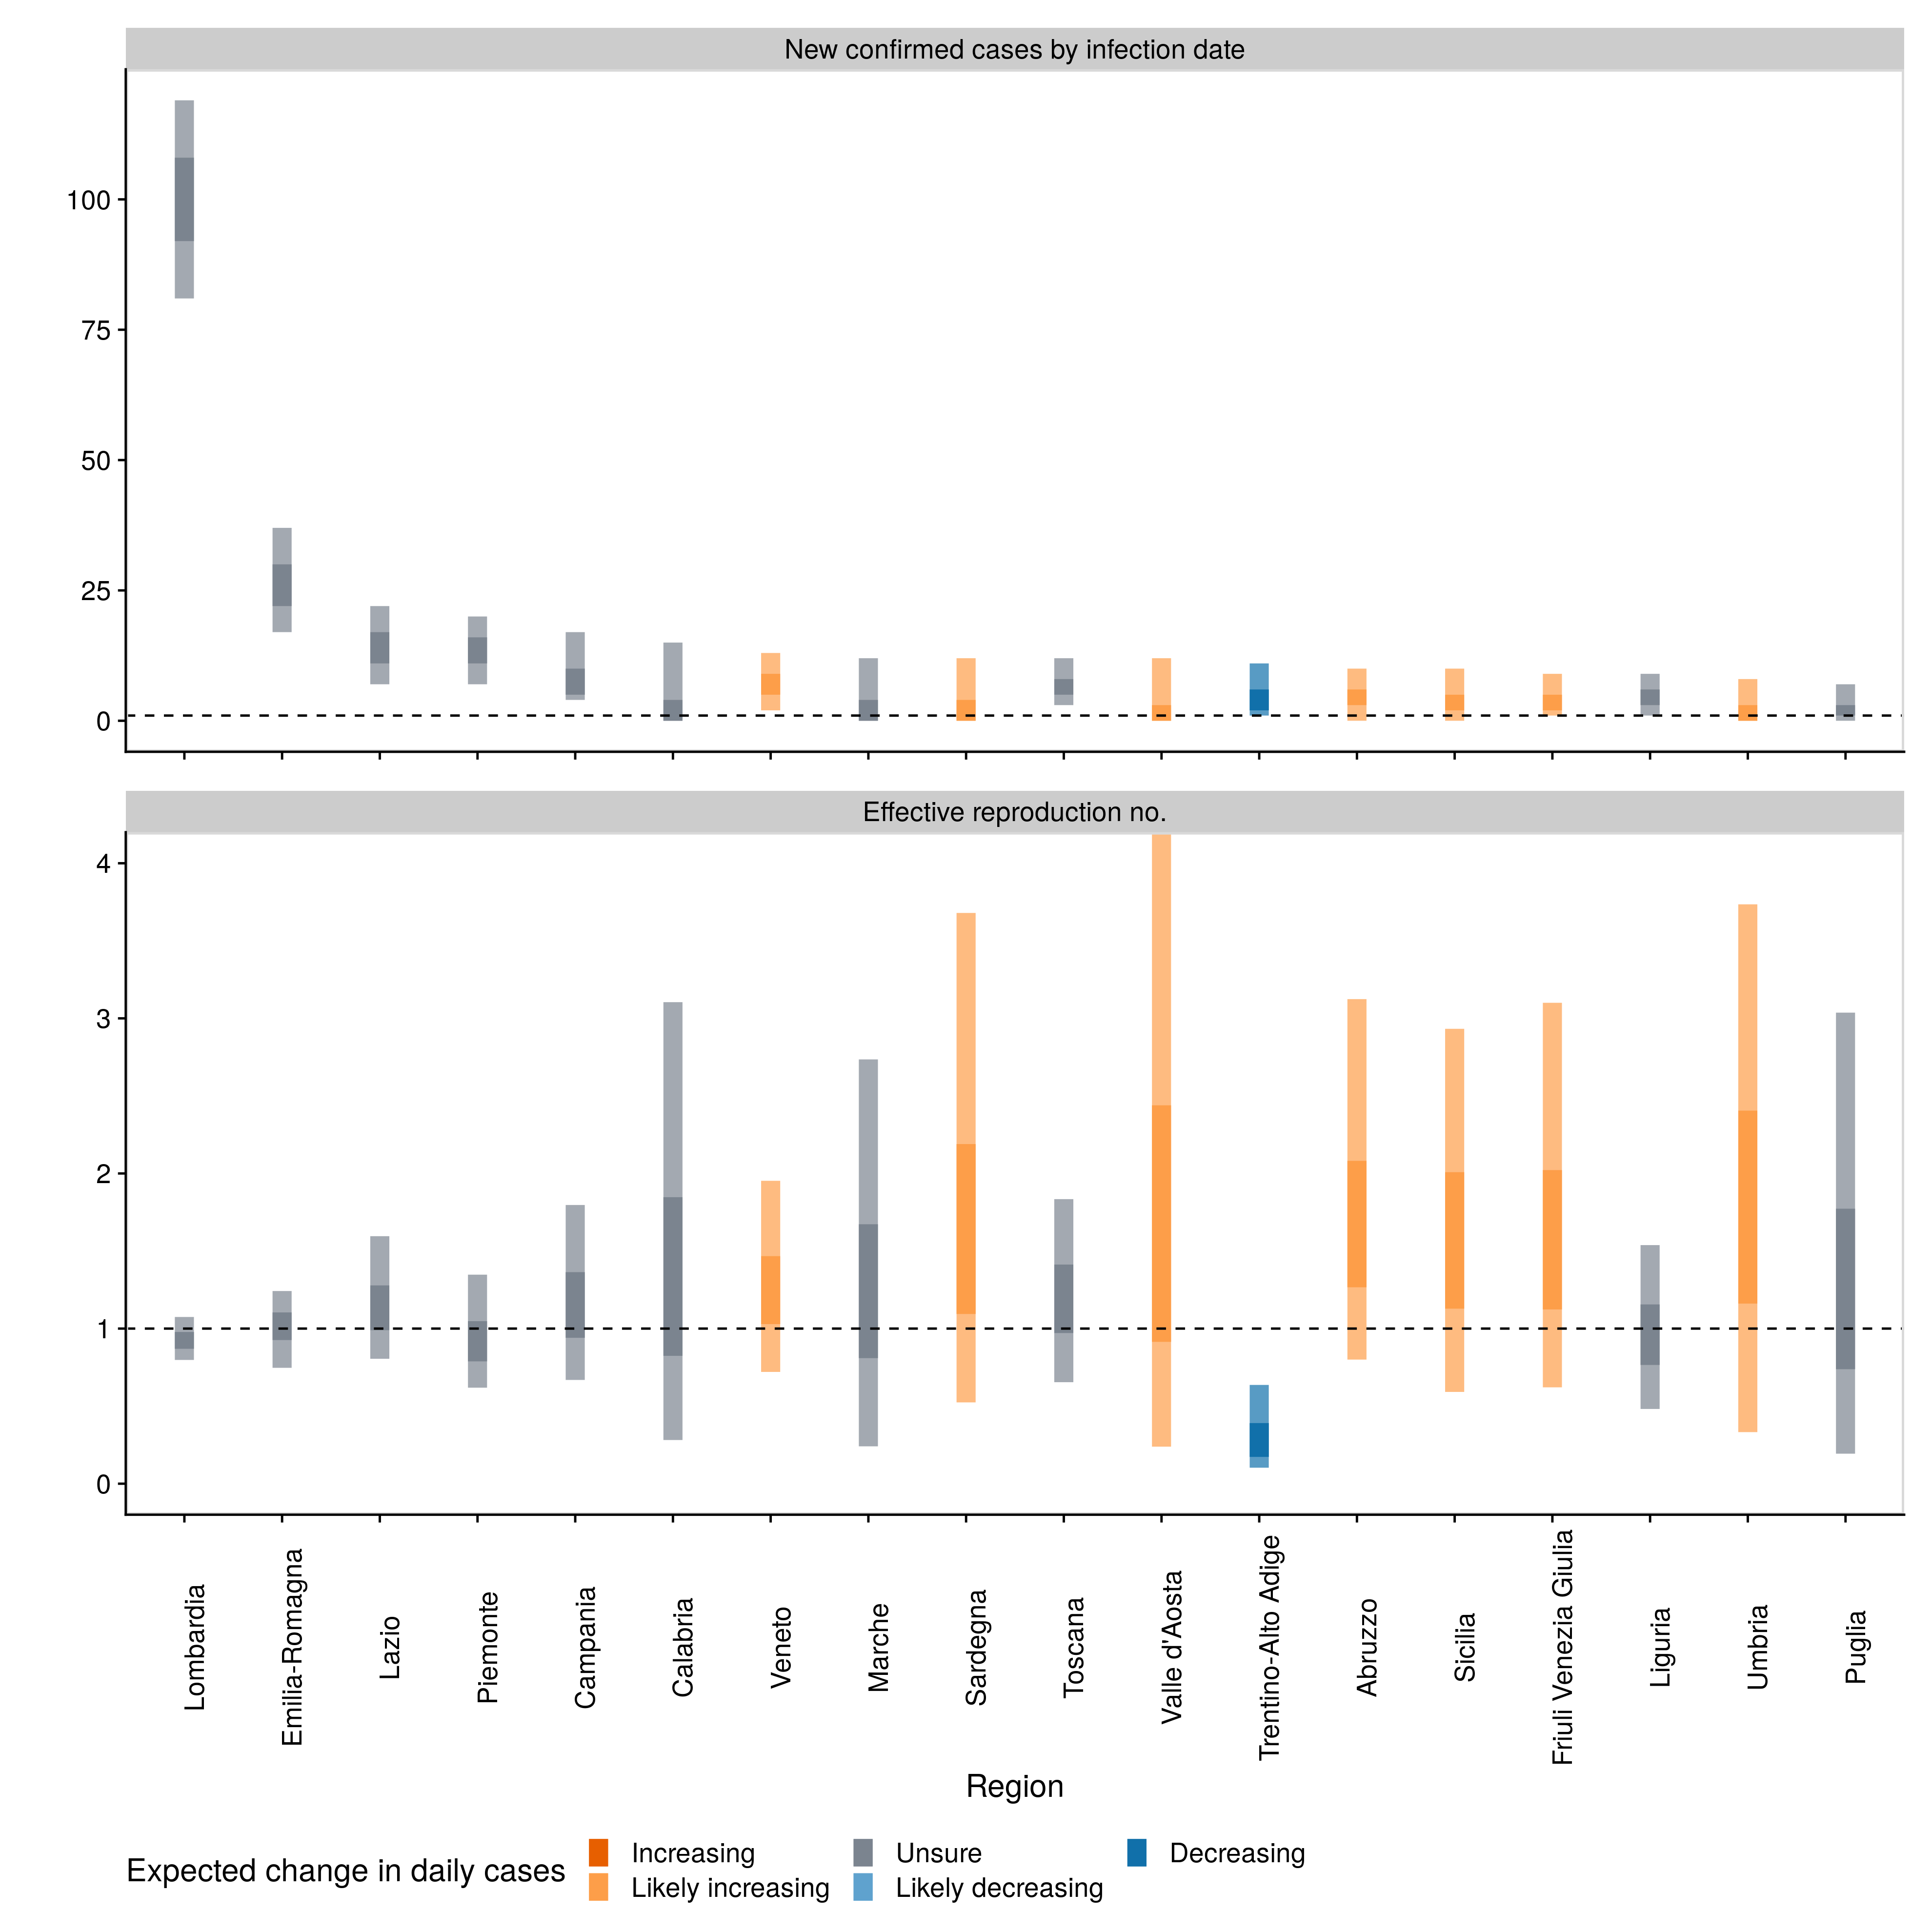 New confirmed cases by infection date
100
75
50
25
0
Effective reproduction no.
4
3
2
1
0
Lombardia
Emilia-Romagna
Lazio
Piemonte
Campania
Calabria
Veneto
Marche
Sardegna
Toscana
Valle d'Aosta
Trentino-Alto Adige
Abruzzo
Sicilia
Friuli Venezia Giulia
Liguria
Umbria
Puglia
Region
Expected change in daily cases
Increasing
Likely increasing
Unsure
Likely decreasing
Decreasing